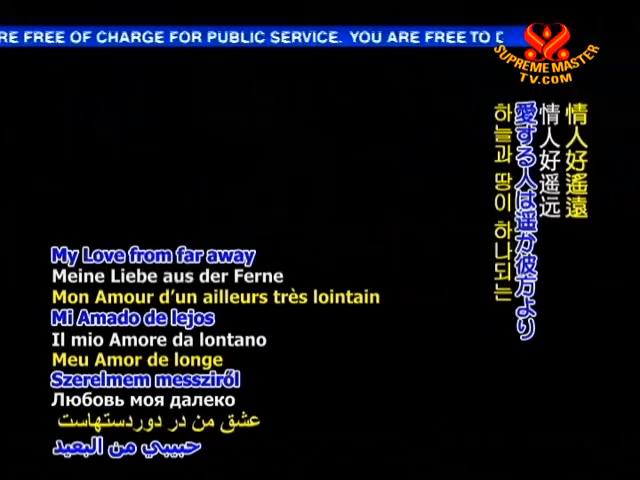 RE FREE OF CHARGE FOR PUBLIC SERVICE. YOU ARE FREE TO D
SUPREME MASTER
TV.COM
情人好遙遠
情人好遥远
愛する人は遥か彼方より
하늘과 땅이 하나되는
My Love from far away
Meine Liebe aus der Ferne
Mon Amour d'un ailleurs très lointain
Mi Amado de lejos
Il mio Amore da lontano
Meu Amor de longe
Szerelmem messziről
Любовь моя далеко
عشق من در دوردستهاست
حبيبي من البعيد